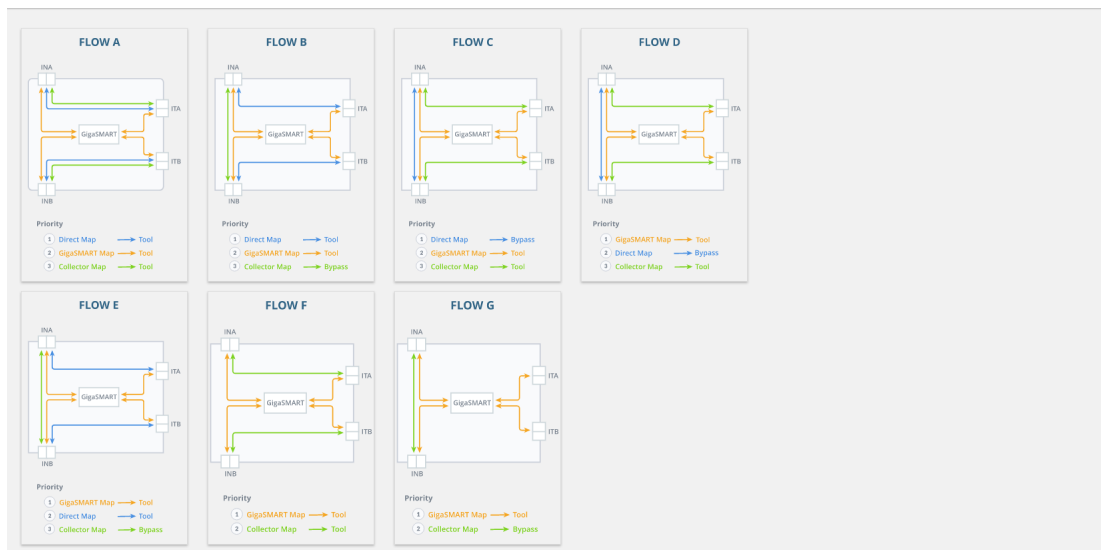 FLOW A
INA
ITA
GigaSMART
ITB
INB
Priority
1 Direct Map Tool
2 GigaSMART Map Tool
3 Collector Map Tool
FLOW B
INA
ITA
GigaSMART
ITB
INB
Priority
1 Direct Map Tool
2 GigaSMART Map Tool
3 Collector Map Bypass
FLOW C
INA
ITA
GigaSMART
ITB
INB
Priority
1 Direct Map Bypass
2 GigaSMART Map Tool
3 Collector Map Tool
FLOW D
INA
ITA
GigaSMART
ITB
INB
Priority
1 GigaSMART Map Tool
2 Direct Map Bypass
3 Collector Map Tool
FLOW E
INA
ITA
GigaSMART
ITB
INB
Priority
1 GigaSMART Map Tool
2 Direct Map Tool
3 Collector Map Bypass
FLOW F
INA
ITA
GigaSMART
ITB
INB
Priority
1 GigaSMART Map Tool
2 Collector Map Tool
FLOW G
INA
ITA
GigaSMART
ITB
INB
Priority
1 GigaSMART Map Tool
2 Collector Map Bypass